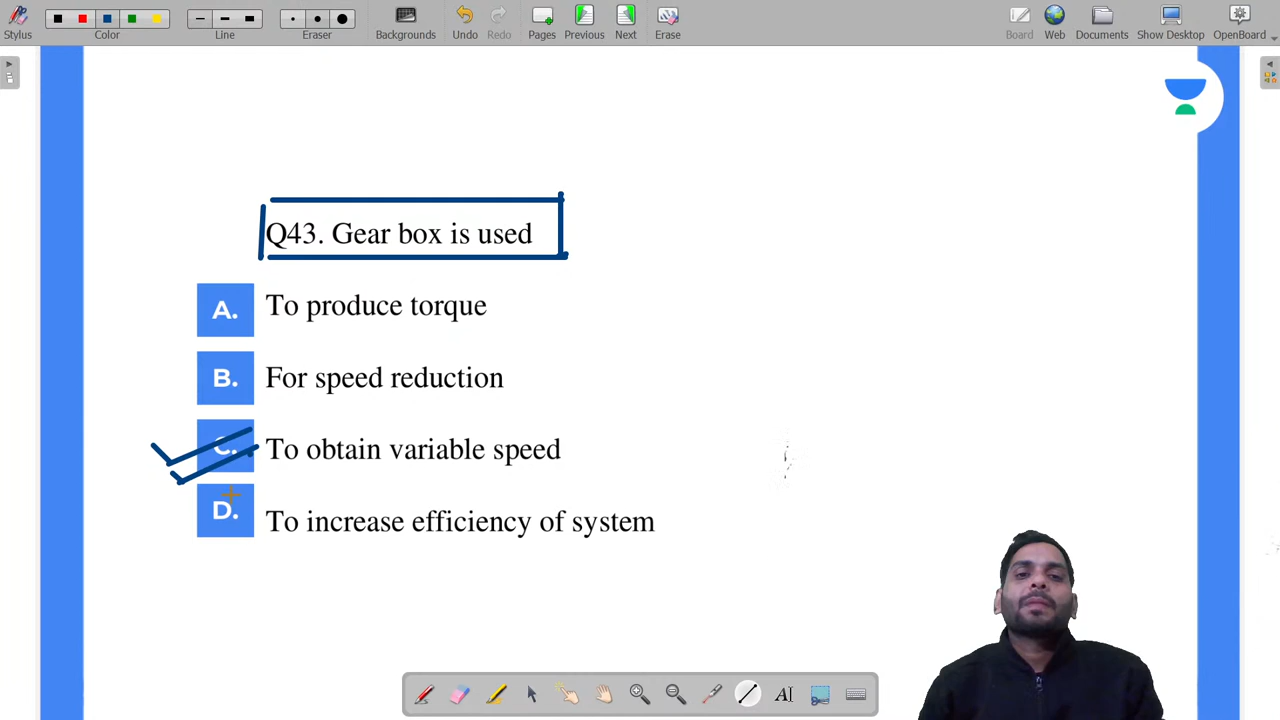 Stylus
Color
Line
Eraser
Backgrounds
Undo
Redo
Pages
Previous
Next
Erase
Board
Web
Documents
Show Desktop
OpenBoard
Q43. Gear box is used
A. To produce torque
B. For speed reduction
C. To obtain variable speed
D. To increase efficiency of system
AI